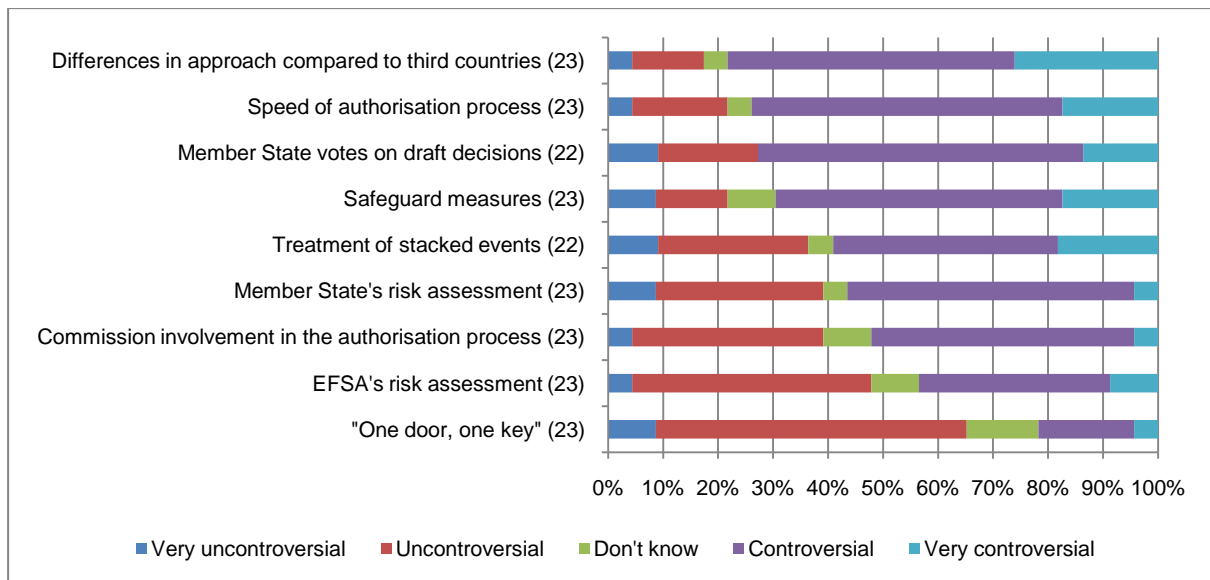 Differences in approach compared to third countries (23)
Speed of authorisation process (23)
Member State votes on draft decisions (22)
Safeguard measures (23)
Treatment of stacked events (22)
Member State's risk assessment (23)
Commission involvement in the authorisation process (23)
EFSA's risk assessment (23)
"One door, one key" (23)
0% 10% 20% 30% 40% 50% 60% 70% 80% 90% 100%
Very uncontroversial Uncontroversial Don't know Controversial Very controversial